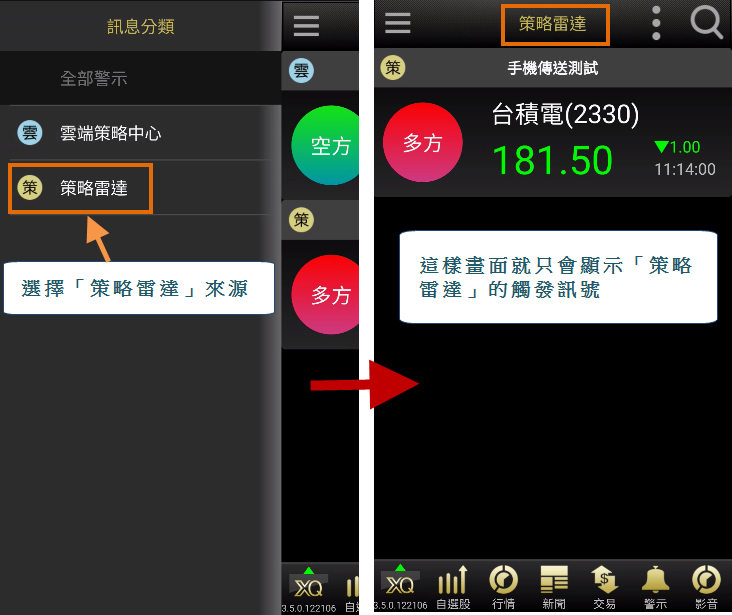 訊息分類
全部警示
雲 雲端策略中心
策 策略雷達
選擇「策略雷達」來源
雲
空方
策
多方
XQ
3.5.0.122106
自
策略雷達
策
手機傳送測試
多方
台積電(2330)
181.50
▼1.00
11:14:00
這樣畫面就只會顯示「策略
雷達」的觸發訊號
XQ
3.5.0.122106
自選股
行情
新聞
交易
警示
影音